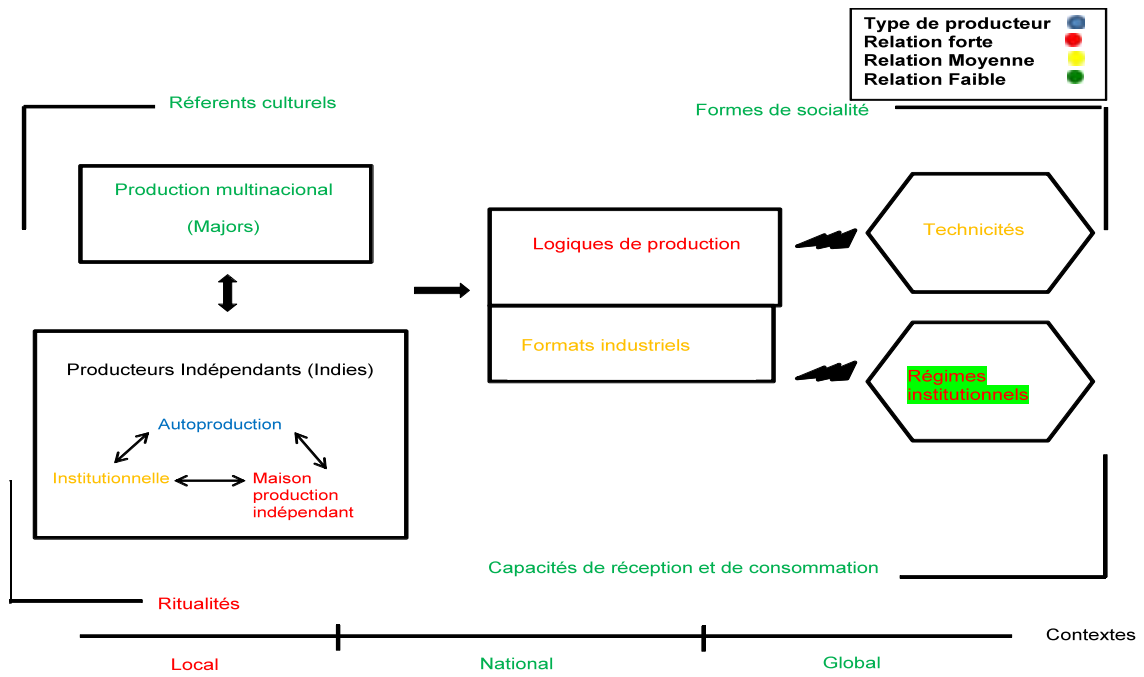 Type de producteur
Relation forte
Relation Moyenne
Relation Faible
Réferents culturels
Formes de socialité
Production multinacional
(Majors)
Logiques de production
Technicités
Formats industriels
Producteurs Indépendants (Indies)
Régimes
institutionnels
Autoproduction
Institutionnelle
Maison
production
indépendant
Capacités de réception et de consommation
Ritualités
Contextes
Local
National
Global